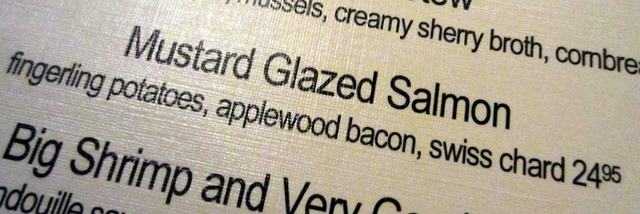 mussels, creamy sherry broth,
Mustard Glazed Salmon
fingerling potatoes, applewood bacon, swiss chard 24⁹⁵
Big Shrimp and Very